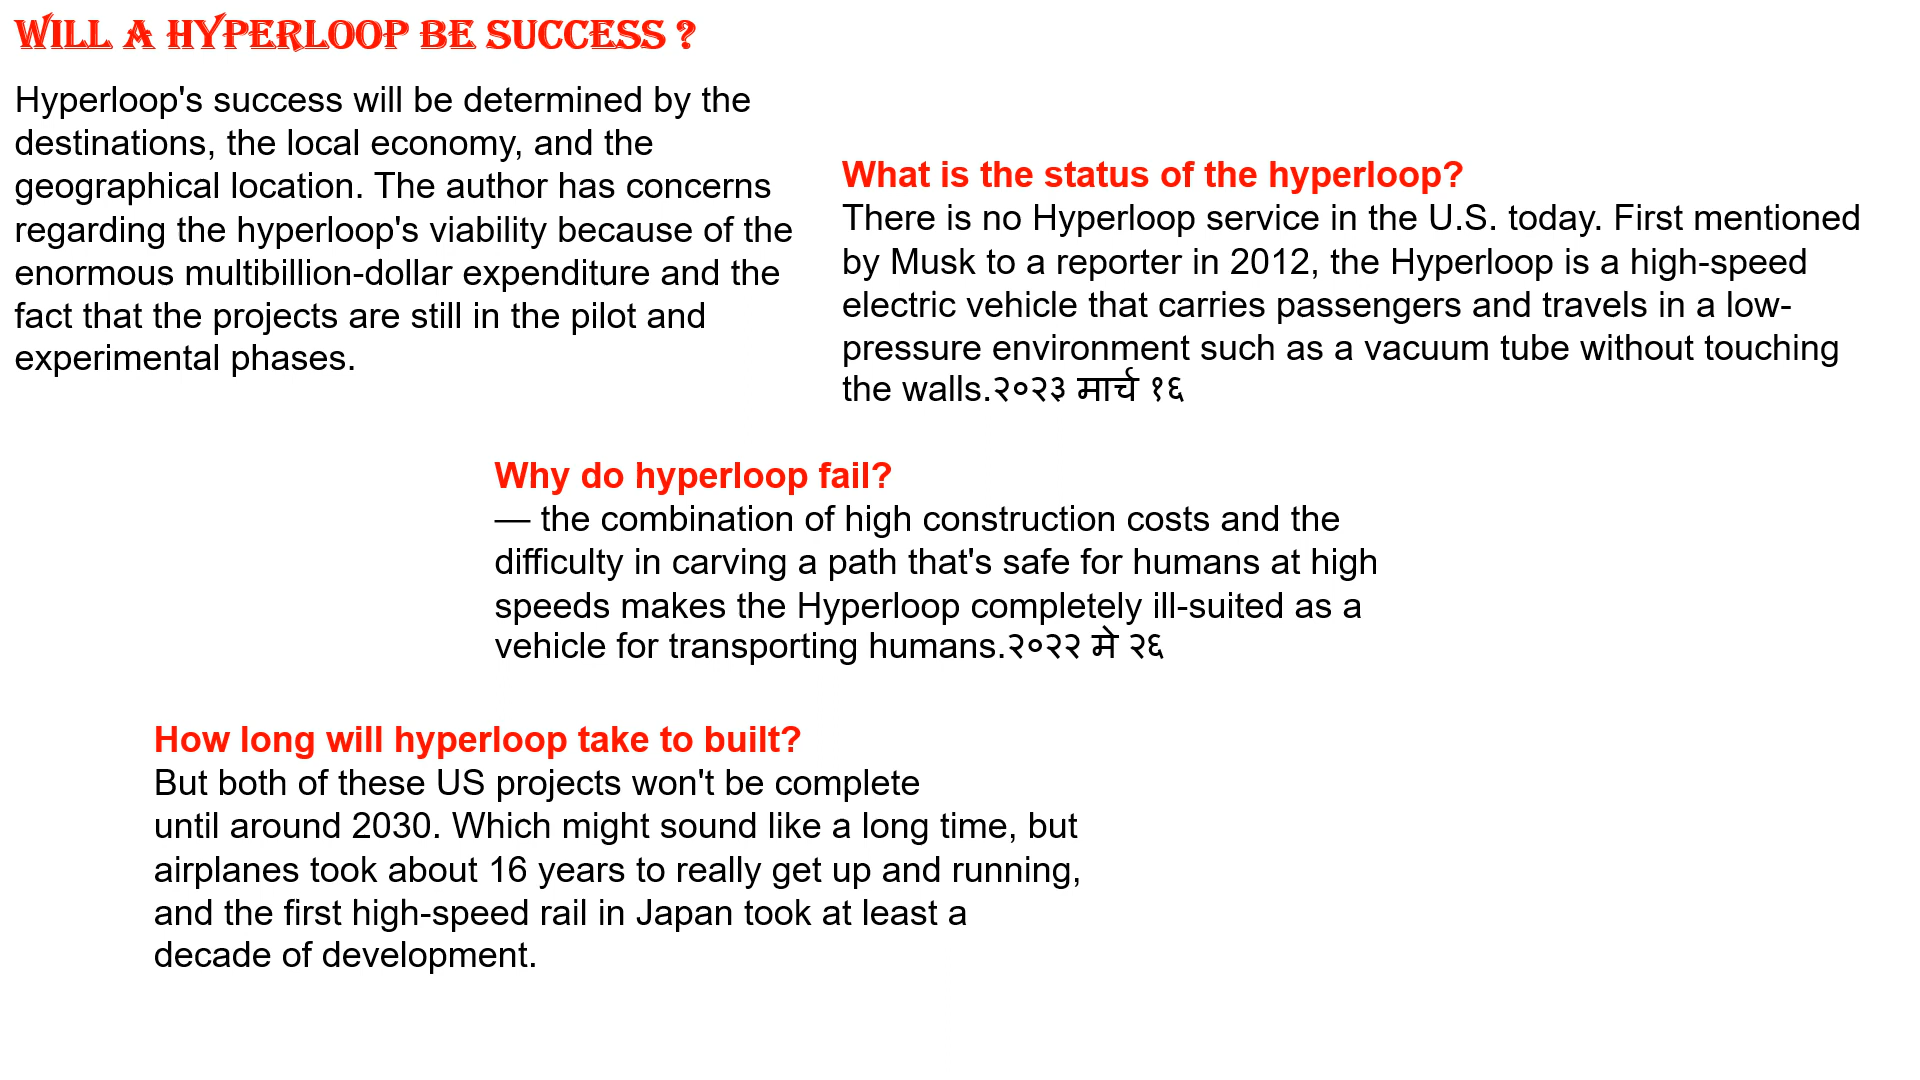 WILL A HYPERLOOP BE SUCCESS ?
Hyperloop's success will be determined by the
destinations, the local economy, and the
geographical location. The author has concerns
regarding the hyperloop's viability because of the
enormous multibillion-dollar expenditure and the
fact that the projects are still in the pilot and
experimental phases.
What is the status of the hyperloop?
There is no Hyperloop service in the U.S. today. First mentioned
by Musk to a reporter in 2012, the Hyperloop is a high-speed
electric vehicle that carries passengers and travels in a low-
pressure environment such as a vacuum tube without touching
the walls.२०२३ मार्च १६
Why do hyperloop fail?
— the combination of high construction costs and the
difficulty in carving a path that's safe for humans at high
speeds makes the Hyperloop completely ill-suited as a
vehicle for transporting humans.२०२२ मे २६
How long will hyperloop take to built?
But both of these US projects won't be complete
until around 2030. Which might sound like a long time, but
airplanes took about 16 years to really get up and running,
and the first high-speed rail in Japan took at least a
decade of development.